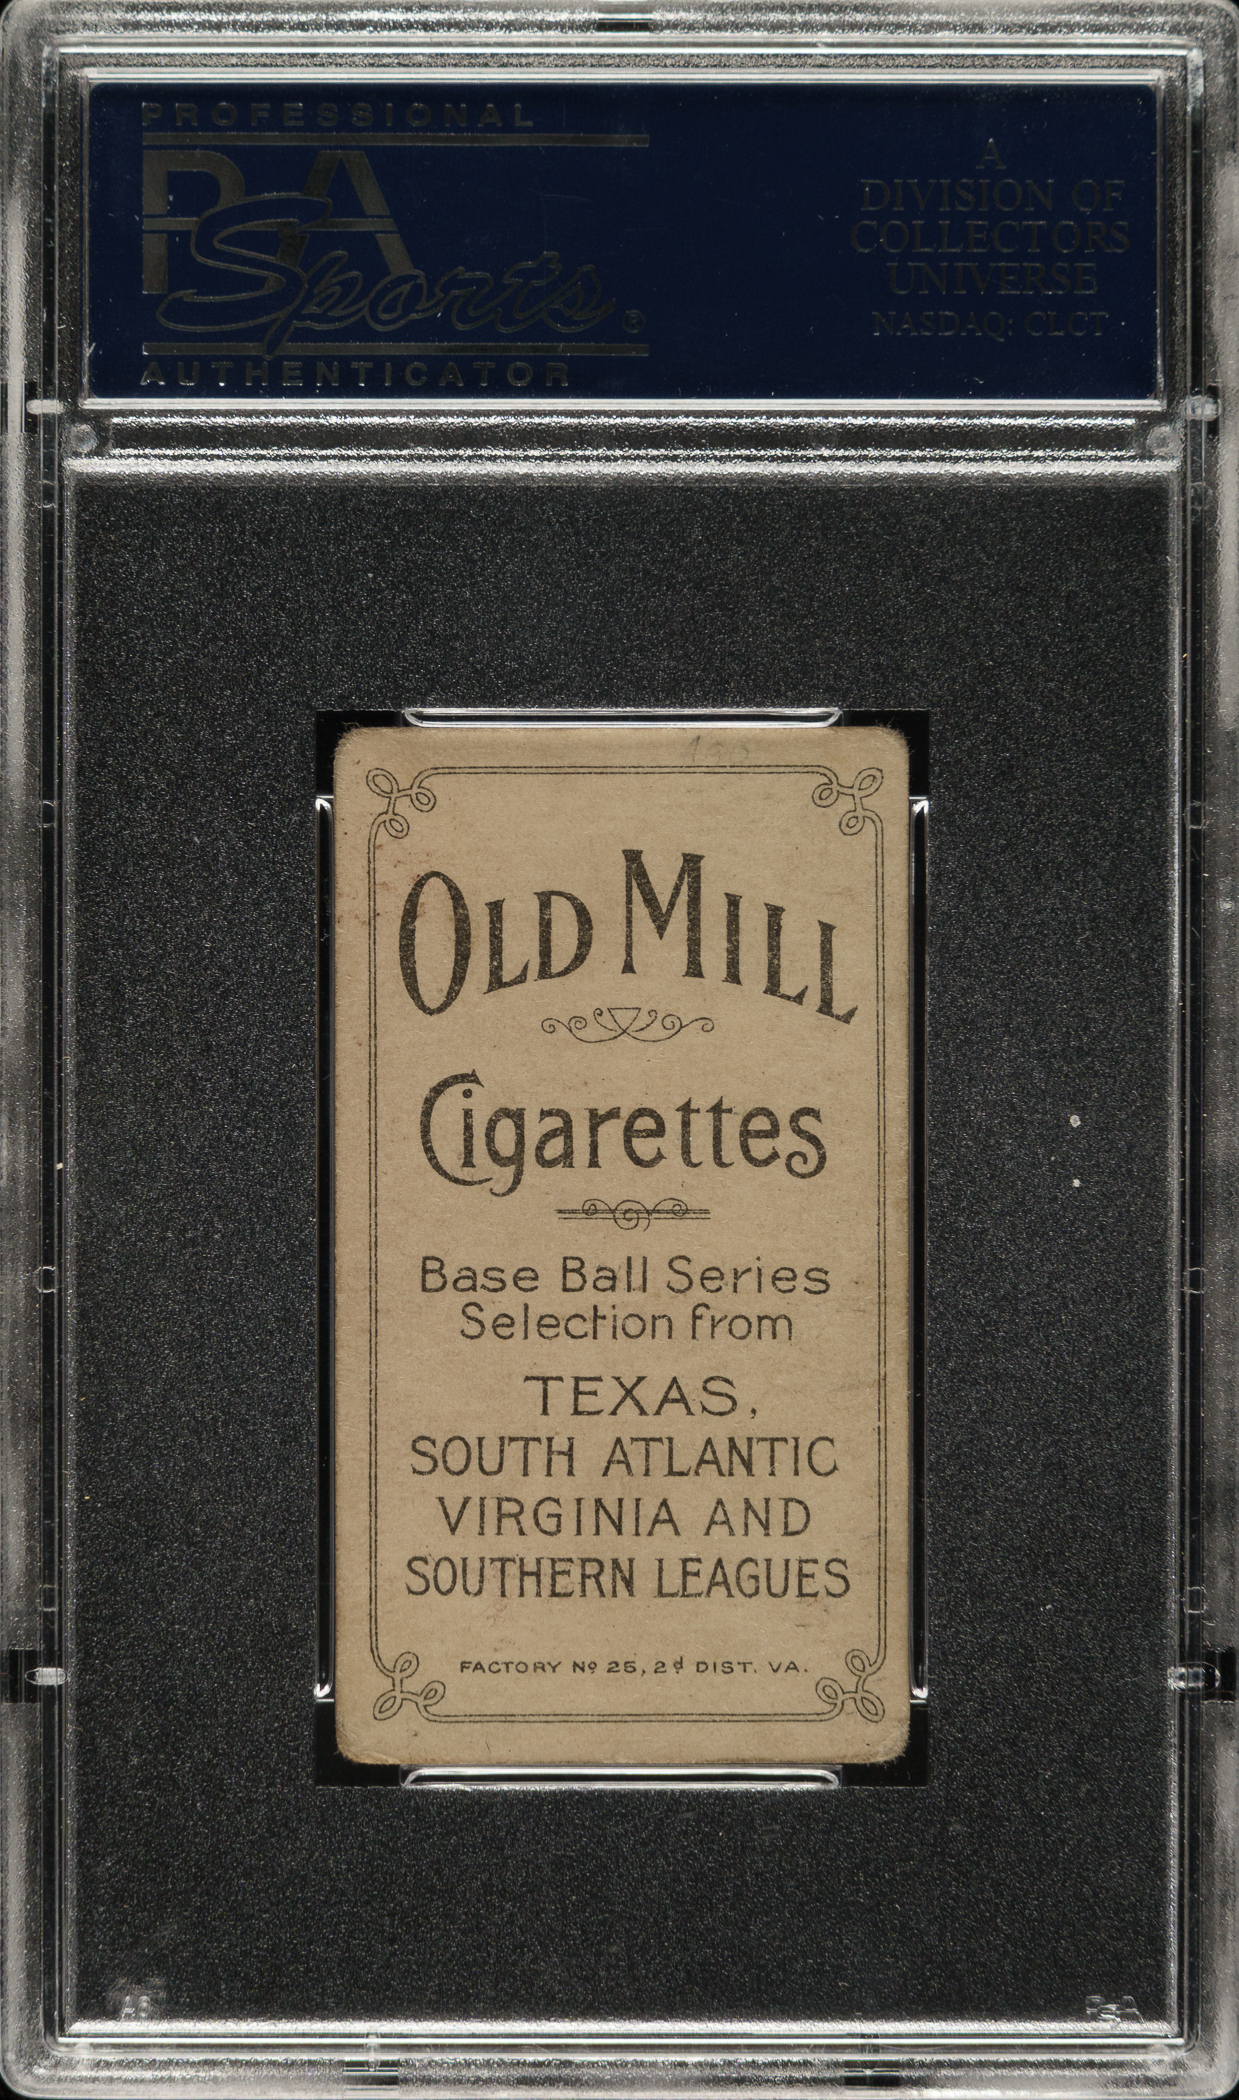 PROFESSIONAL
PSA
Sports®
AUTHENTICATOR
A
DIVISION OF
COLLECTORS
UNIVERSE
NASDAQ: CLCT
OLD MILL
Cigarettes
Base Ball Series
Selection from
TEXAS,
SOUTH ATLANTIC
VIRGINIA AND
SOUTHERN LEAGUES
FACTORY Nº 25, 2d DIST. VA.
PSA